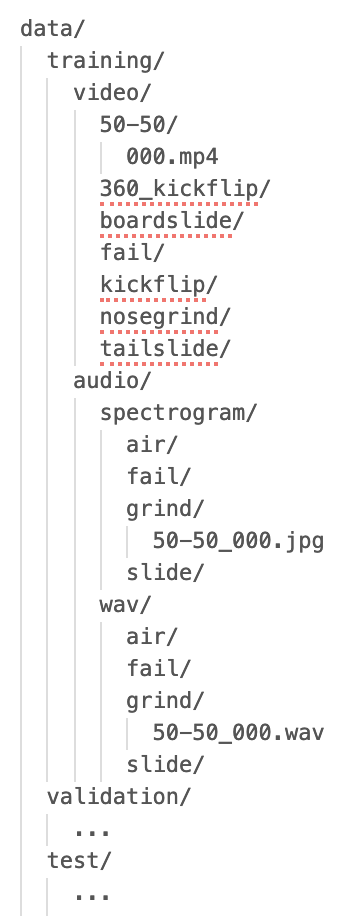 data/
training/
video/
50-50/
000.mp4
360_kickflip/
boardslide/
fail/
kickflip/
nosegrind/
tailslide/
audio/
spectrogram/
air/
fail/
grind/
50-50_000.jpg
slide/
wav/
air/
fail/
grind/
50-50_000.wav
slide/
validation/
...
test/
...